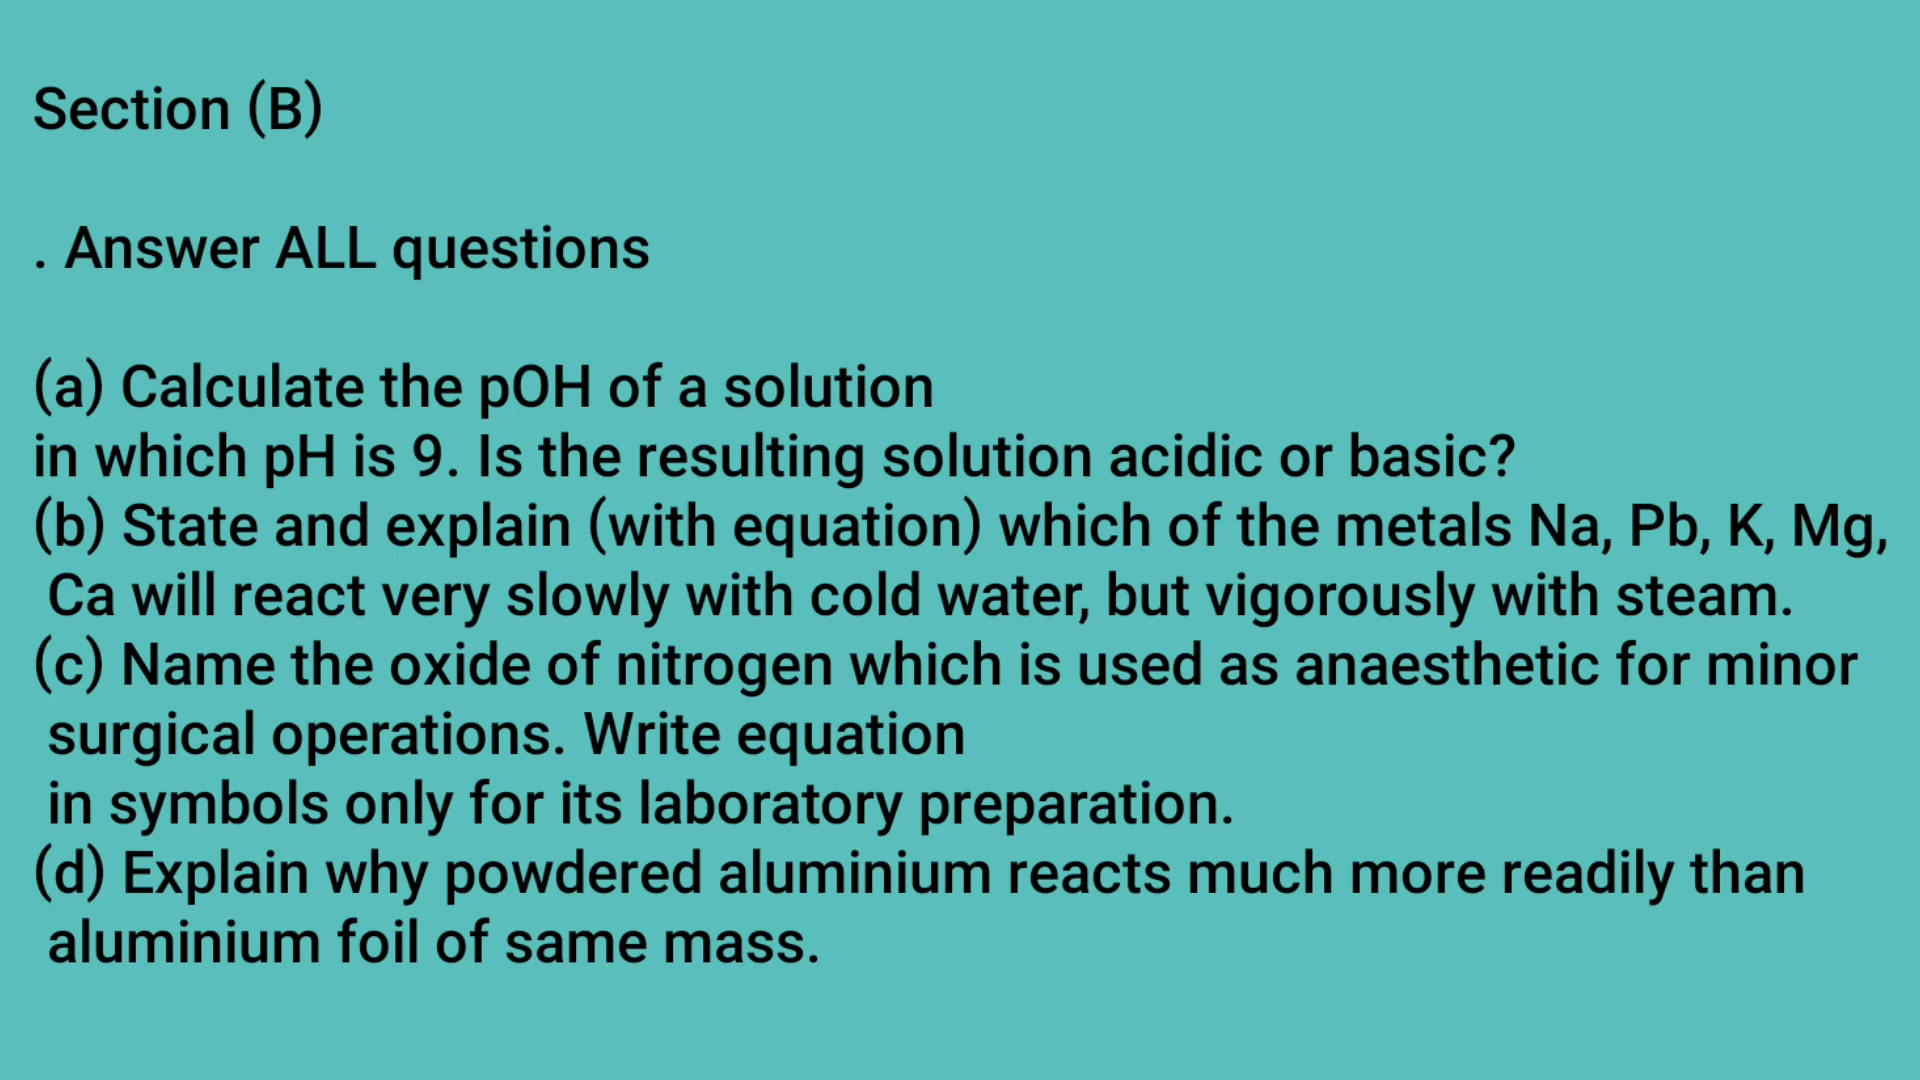 Section (B)
. Answer ALL questions
(a) Calculate the pOH of a solution
in which pH is 9. Is the resulting solution acidic or basic?
(b) State and explain (with equation) which of the metals Na, Pb, K, Mg,
Ca will react very slowly with cold water, but vigorously with steam.
(c) Name the oxide of nitrogen which is used as anaesthetic for minor
surgical operations. Write equation
in symbols only for its laboratory preparation.
(d) Explain why powdered aluminium reacts much more readily than
aluminium foil of same mass.